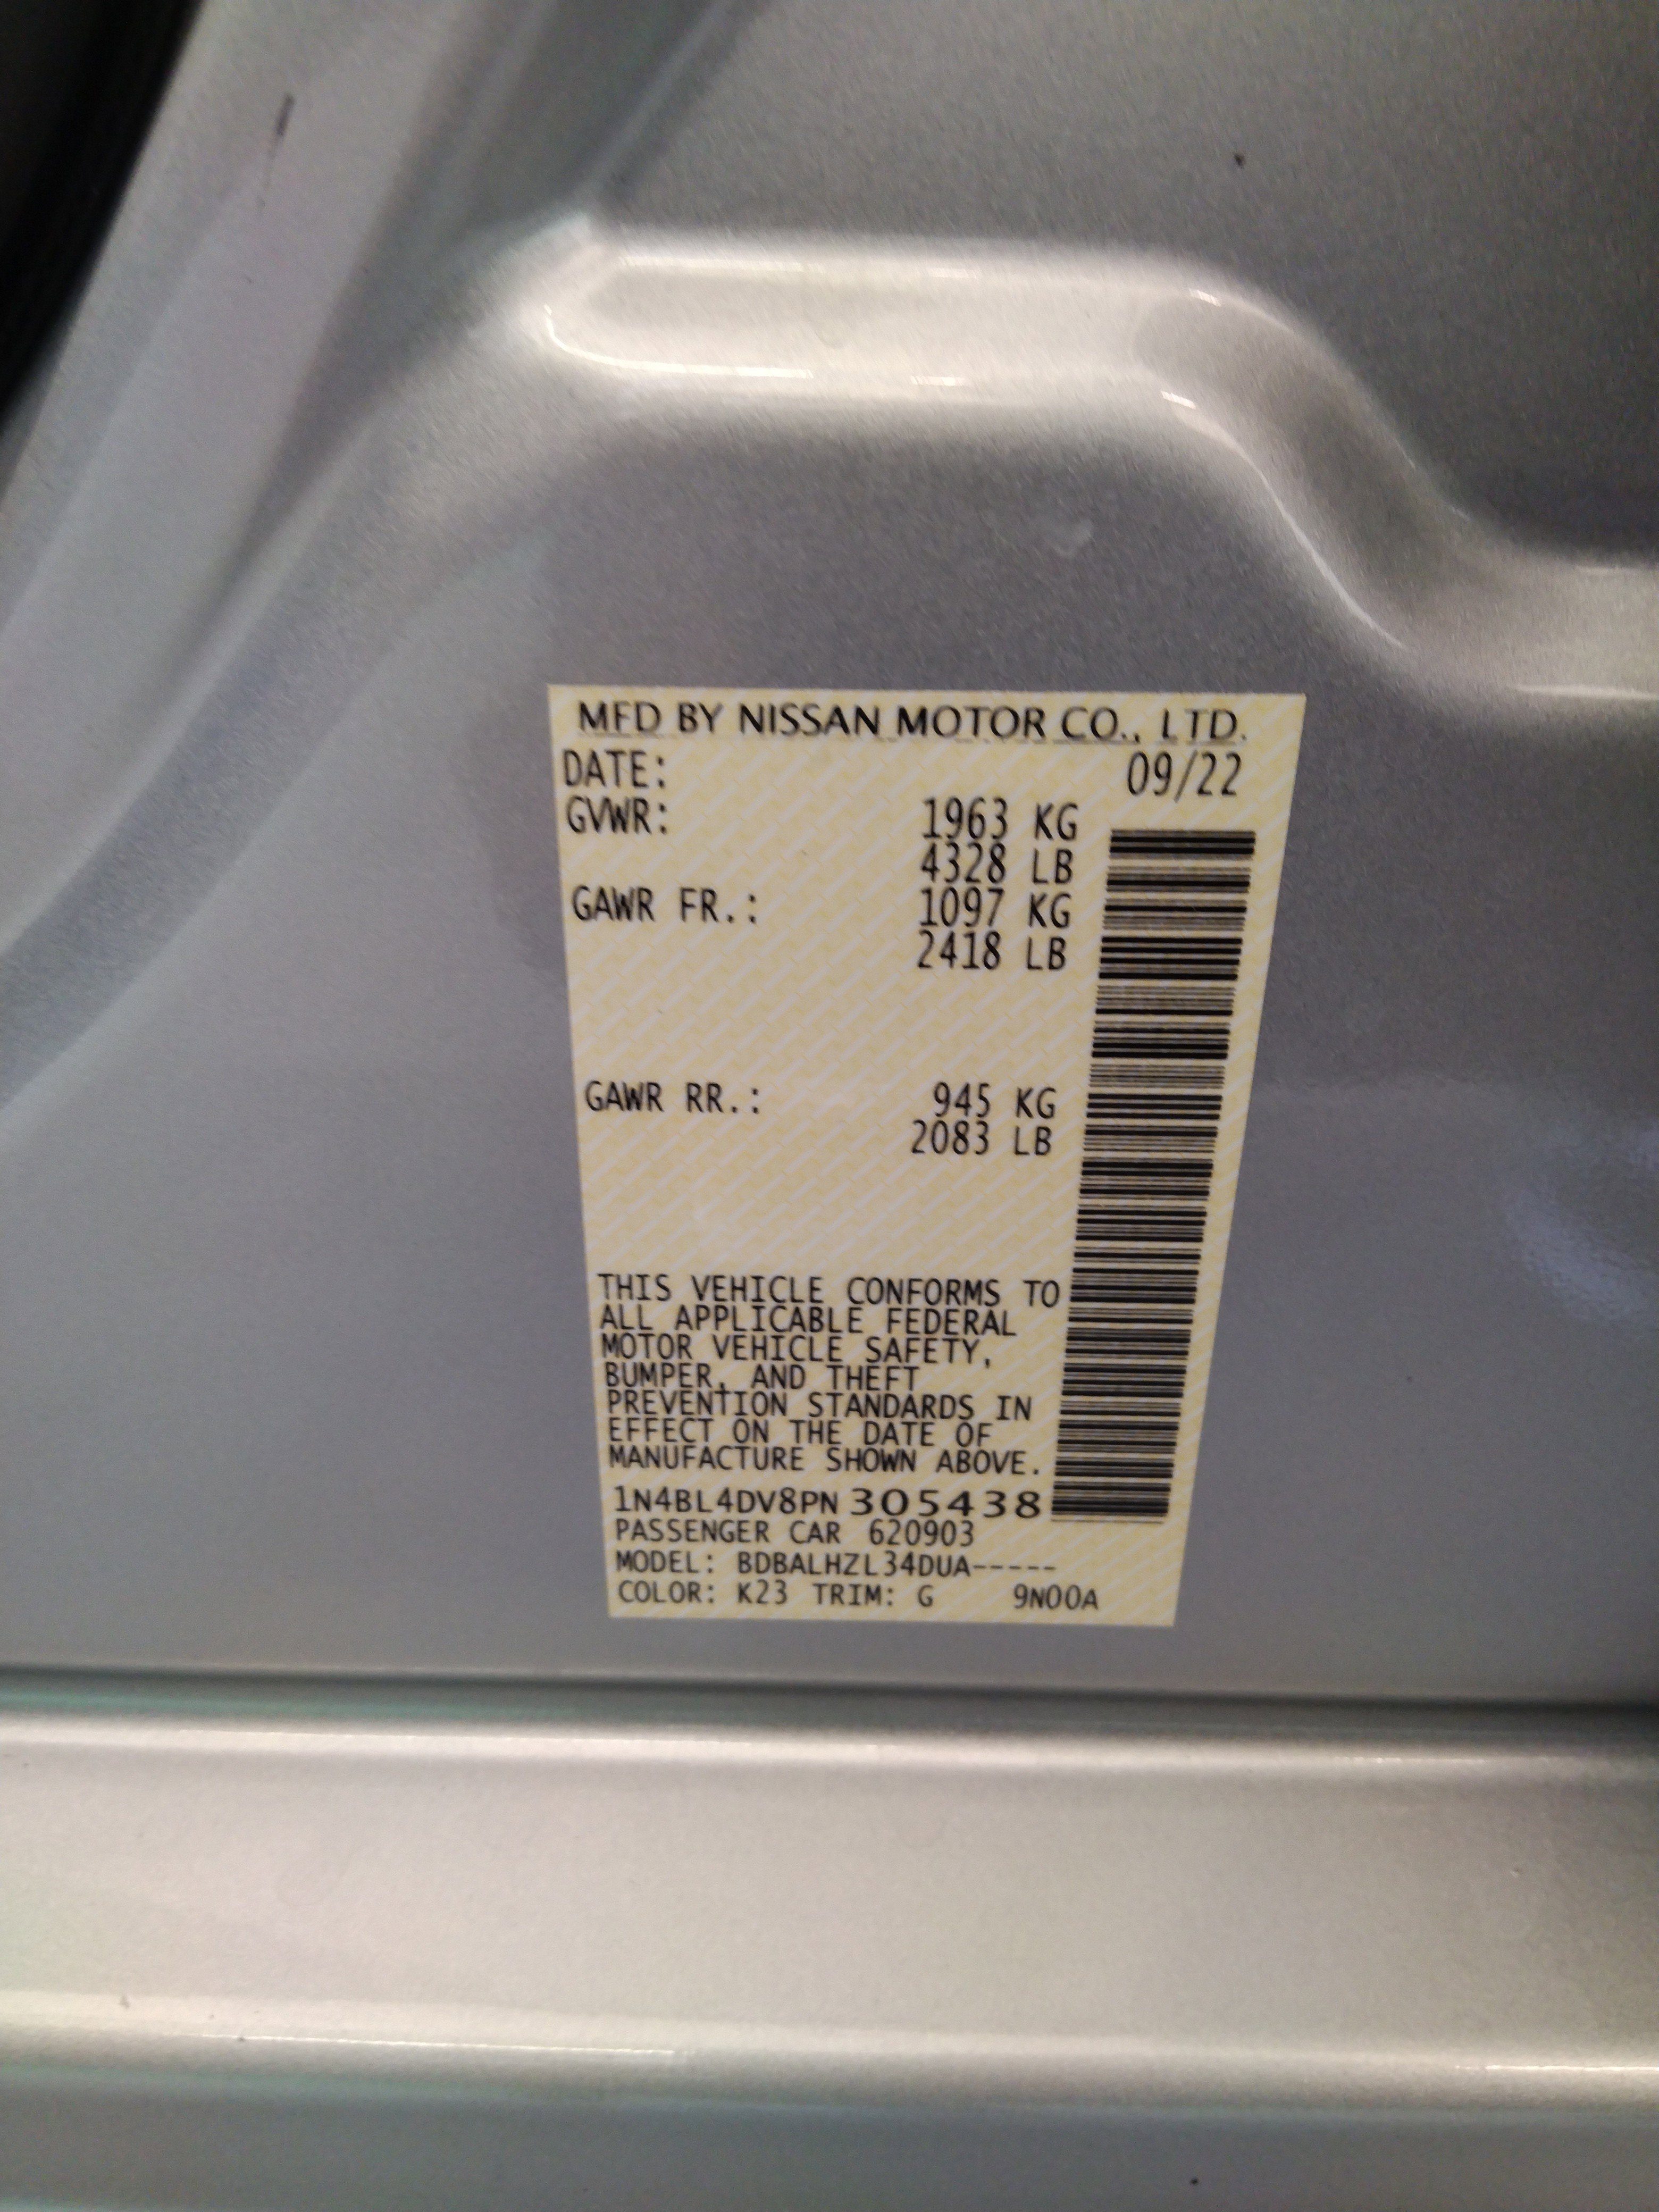 MFD BY NISSAN MOTOR CO., LTD.
DATE: 09/22
GVWR: 1963 KG
4328 LB
GAWR FR.: 1097 KG
2418 LB
GAWR RR.: 945 KG
2083 LB
THIS VEHICLE CONFORMS TO
ALL APPLICABLE FEDERAL
MOTOR VEHICLE SAFETY,
BUMPER, AND THEFT
PREVENTION STANDARDS IN
EFFECT ON THE DATE OF
MANUFACTURE SHOWN ABOVE.
1N4BL4DV8PN305438
PASSENGER CAR 620903
MODEL: BDBALHZL34DUA-----
COLOR: K23 TRIM: G 9N00A